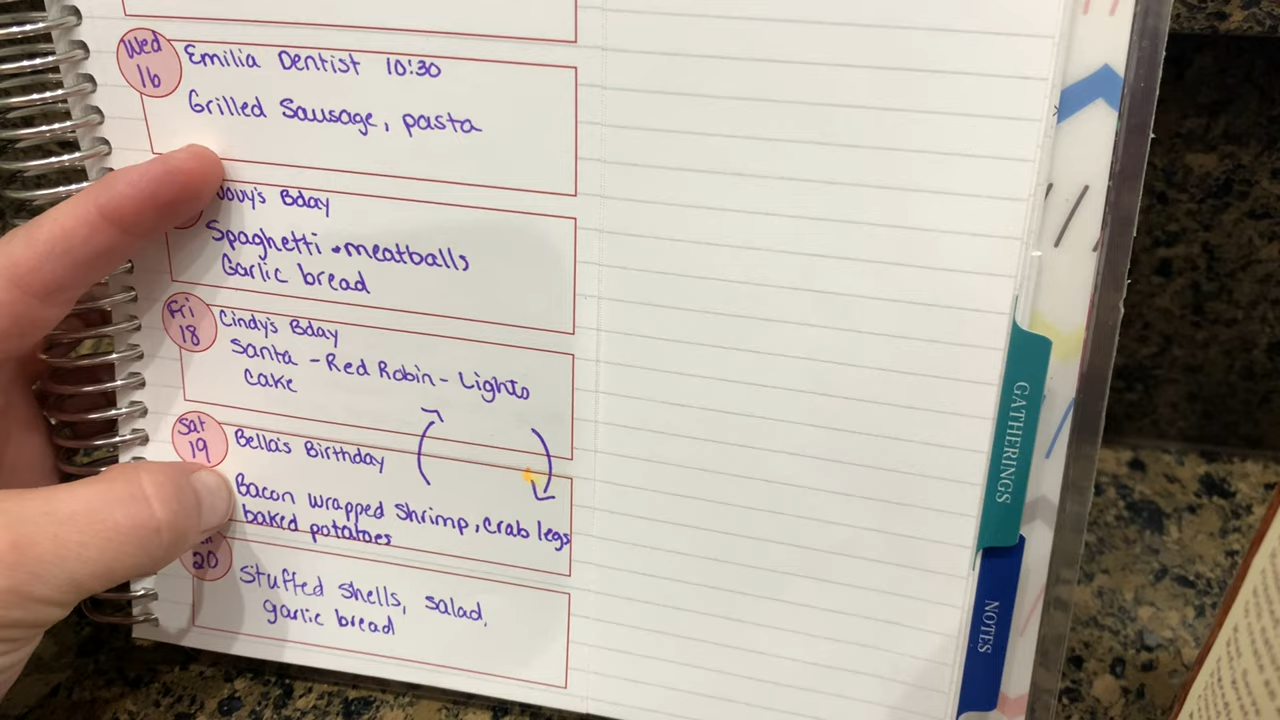 Wed
16
Emilia Dentist 10:30
Grilled Sausage, pasta
Jovy's Bday
Spaghetti meatballs
Garlic bread
Fri
18
Cindy's Bday
Santa - Red Robin - Lights
Cake
Sat
19
Bella's Birthday
Bacon wrapped Shrimp, crab legs
baked potatoes
20
Stuffed Shells, salad,
garlic bread
GATHERINGS
NOTES